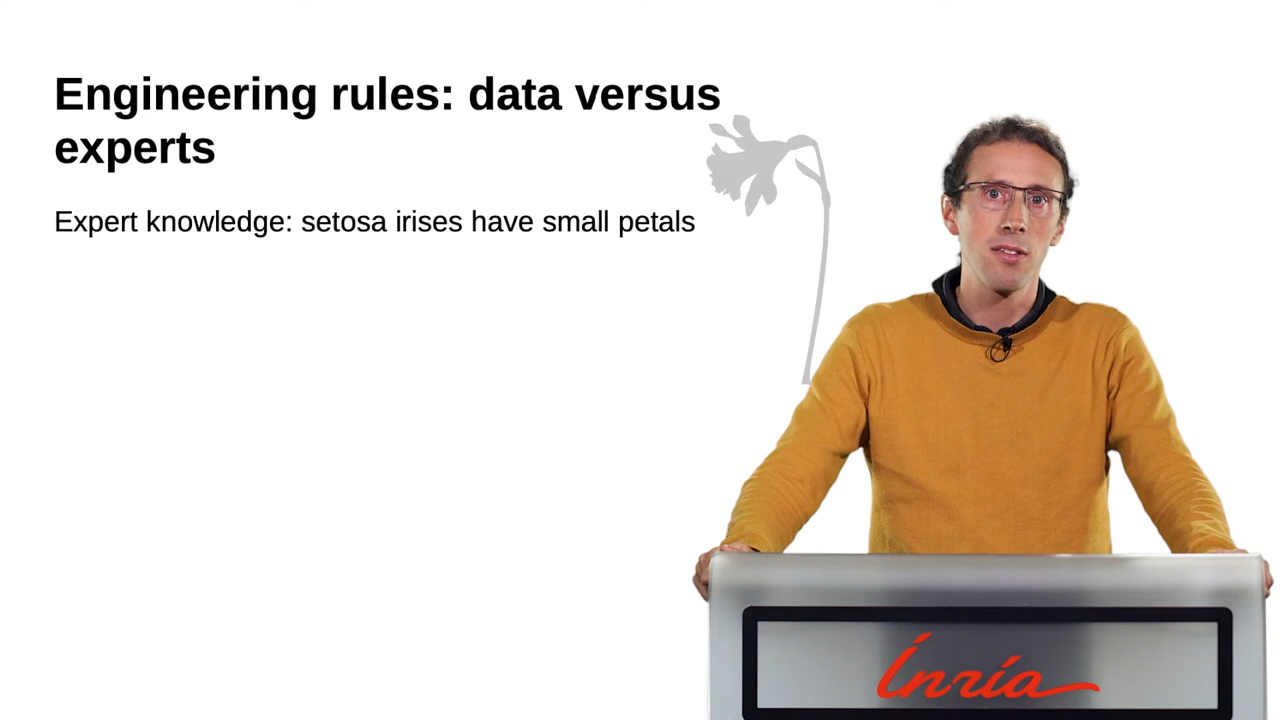 Engineering rules: data versus
experts
Expert knowledge: setosa irises have small petals
Inria